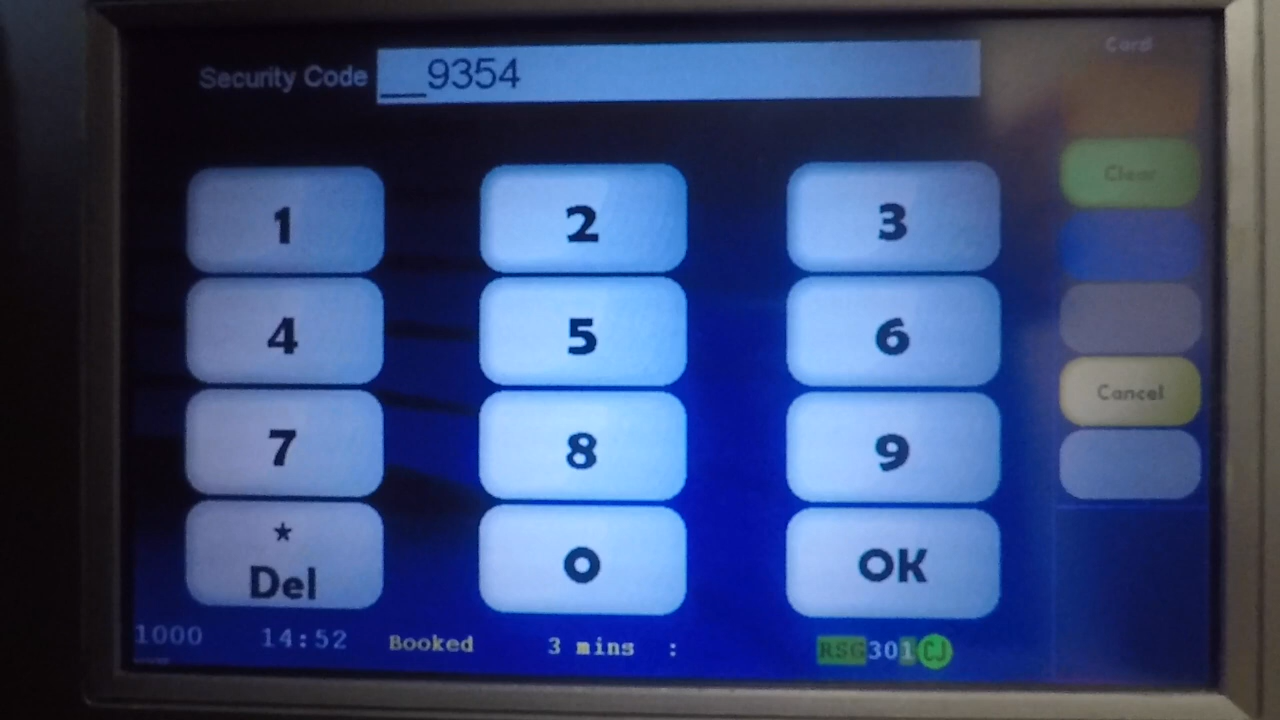 Card
Security Code __9354
Clear
1 2 3
4 5 6
Cancel
7 8 9
*
Del 0 OK
1000 14:52 Booked 3 mins : RSG301CJ